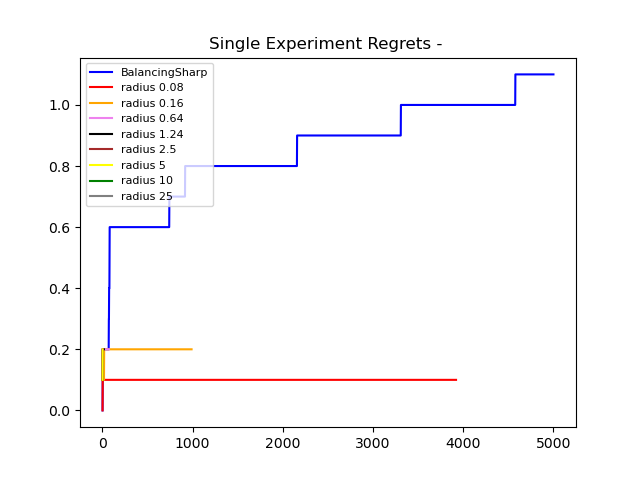 Single Experiment Regrets -
BalancingSharp
radius 0.08
radius 0.16
radius 0.64
radius 1.24
radius 2.5
radius 5
radius 10
radius 25
1.0
0.8
0.6
0.4
0.2
0.0
0 1000 2000 3000 4000 5000